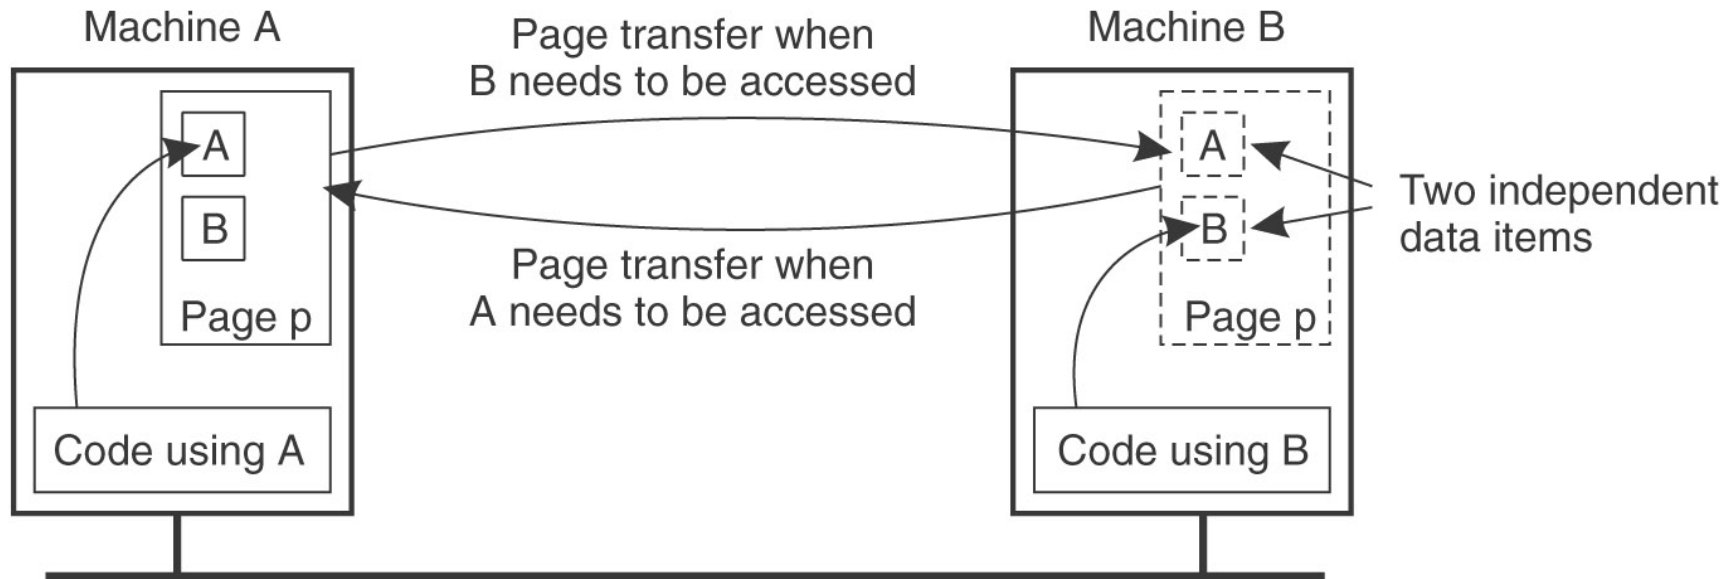 Machine A
Page transfer when
B needs to be accessed
Machine B
A
B
Page p
Code using A
Page transfer when
A needs to be accessed
A
B
Page p
Code using B
Two independent
data items